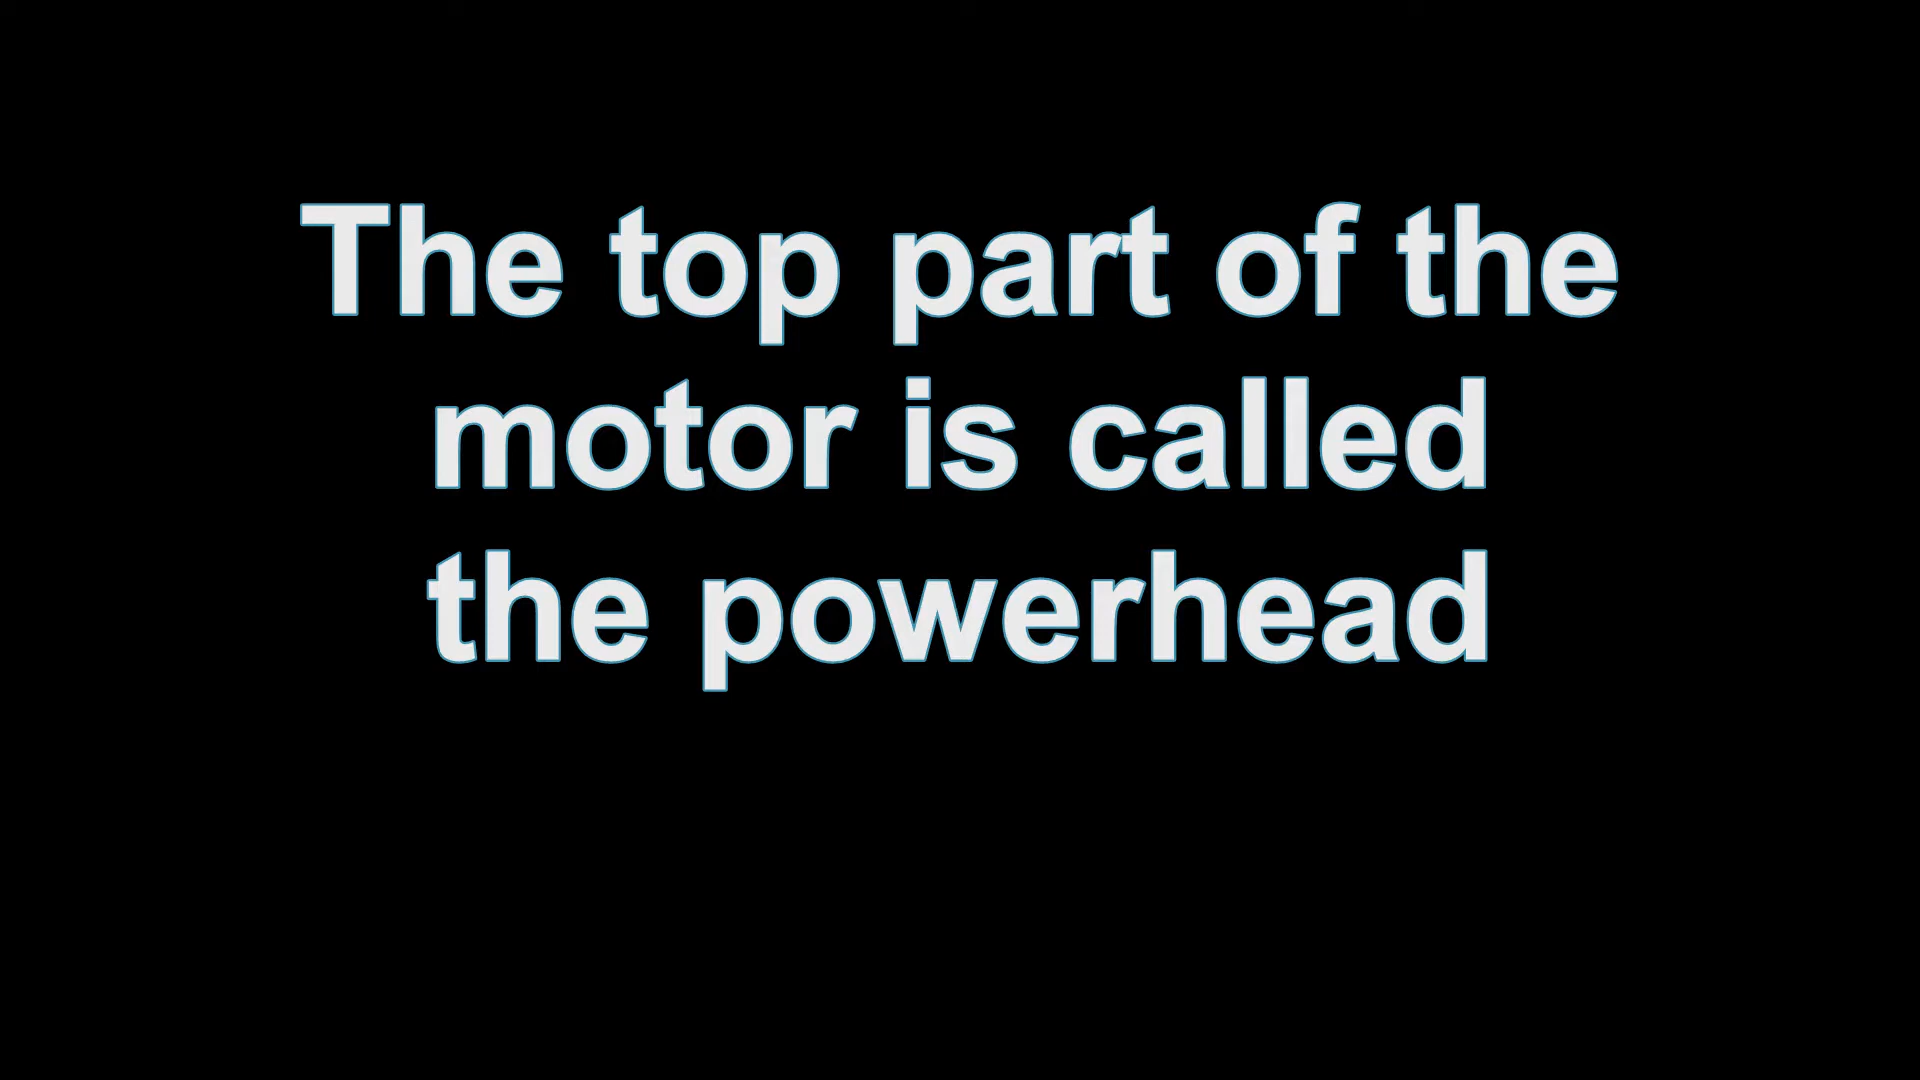 The top part of the
motor is called
the powerhead